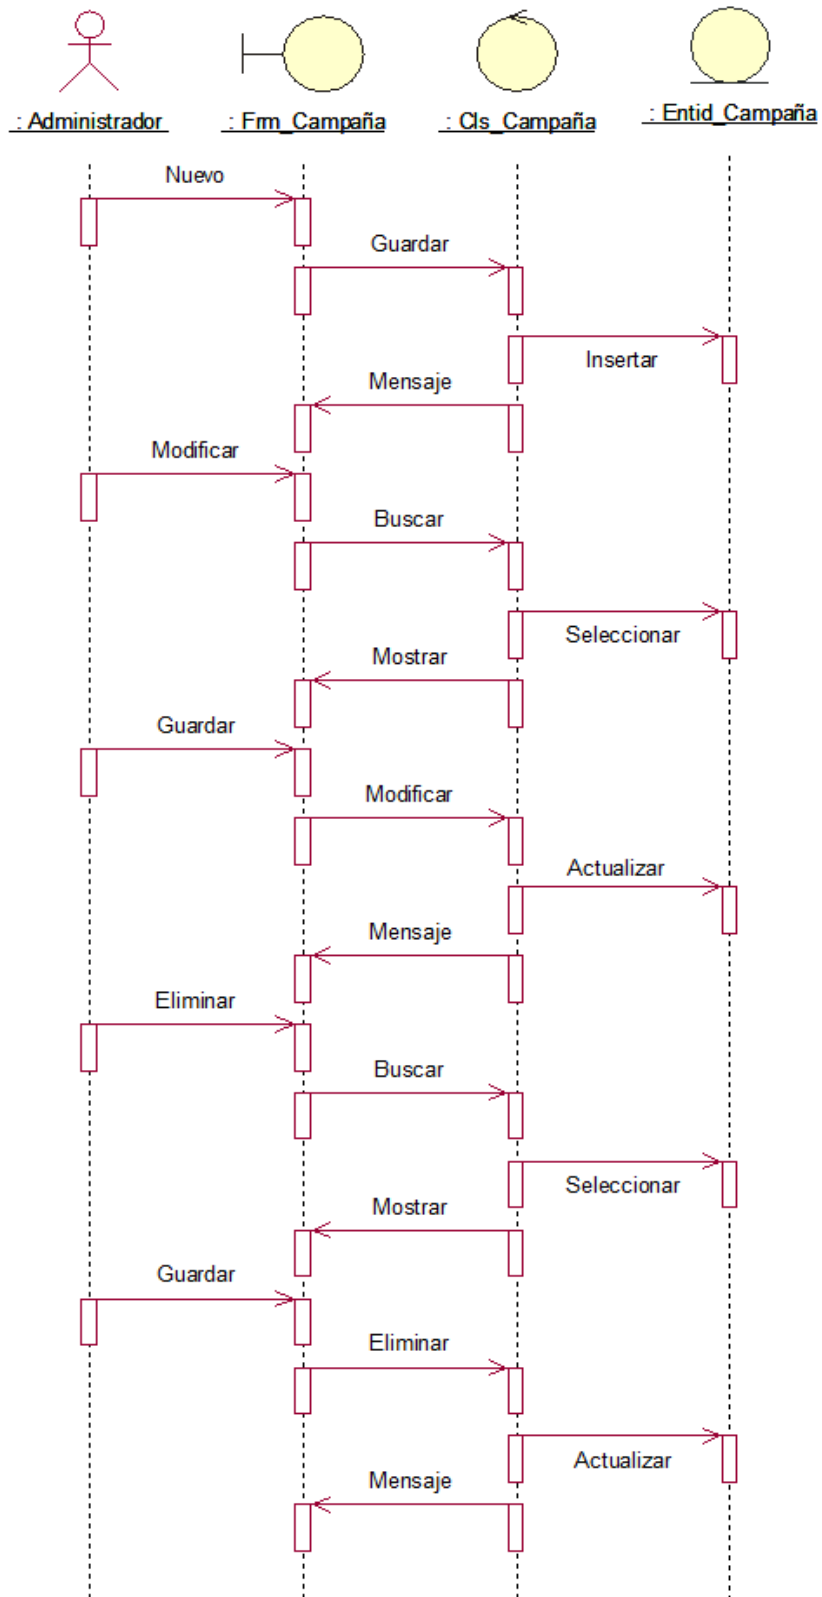 : Administrador
: Frm_Campaña
: Cls_Campaña
: Entid_Campaña
Nuevo
Guardar
Insertar
Mensaje
Modificar
Buscar
Seleccionar
Mostrar
Guardar
Modificar
Actualizar
Mensaje
Eliminar
Buscar
Seleccionar
Mostrar
Guardar
Eliminar
Actualizar
Mensaje